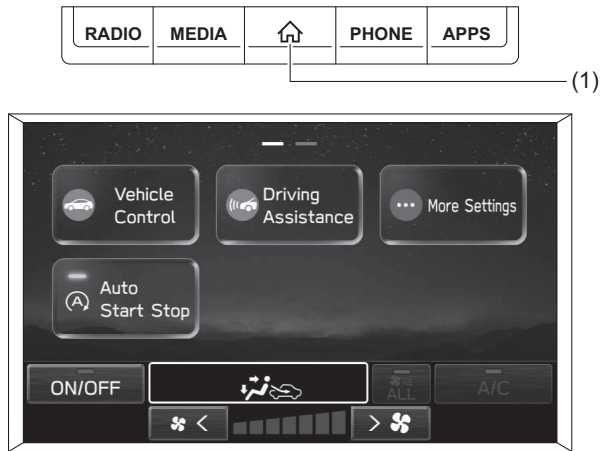 RADIO MEDIA PHONE APPS
(1)
Vehicle Control
Driving Assistance
More Settings
A
Auto Start Stop
ON/OFF
ALL
A/C
< >